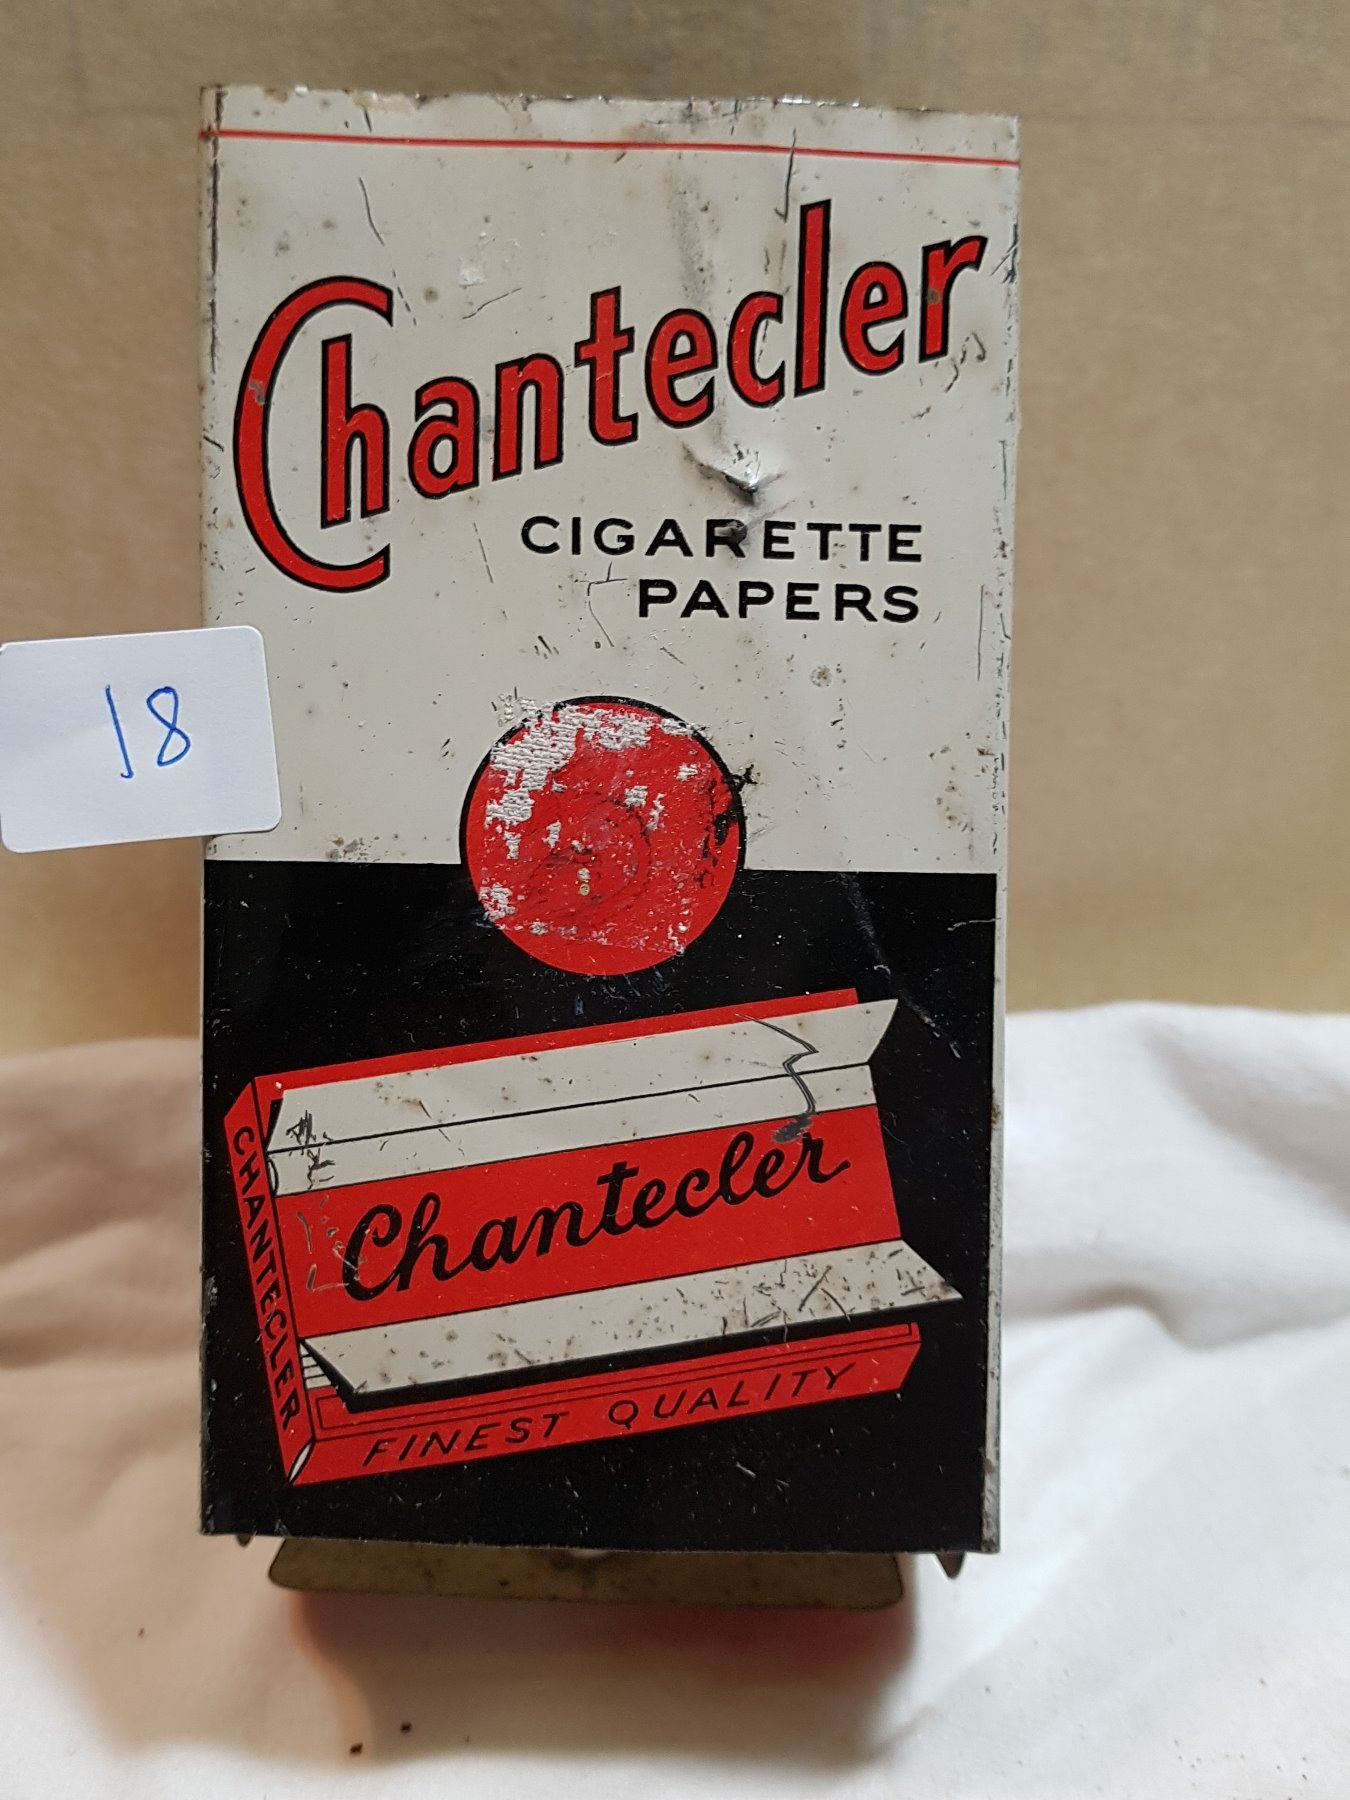 Chantecler
CIGARETTE
PAPERS
18
CHANTECLER
Chantecler
FINEST QUALITY